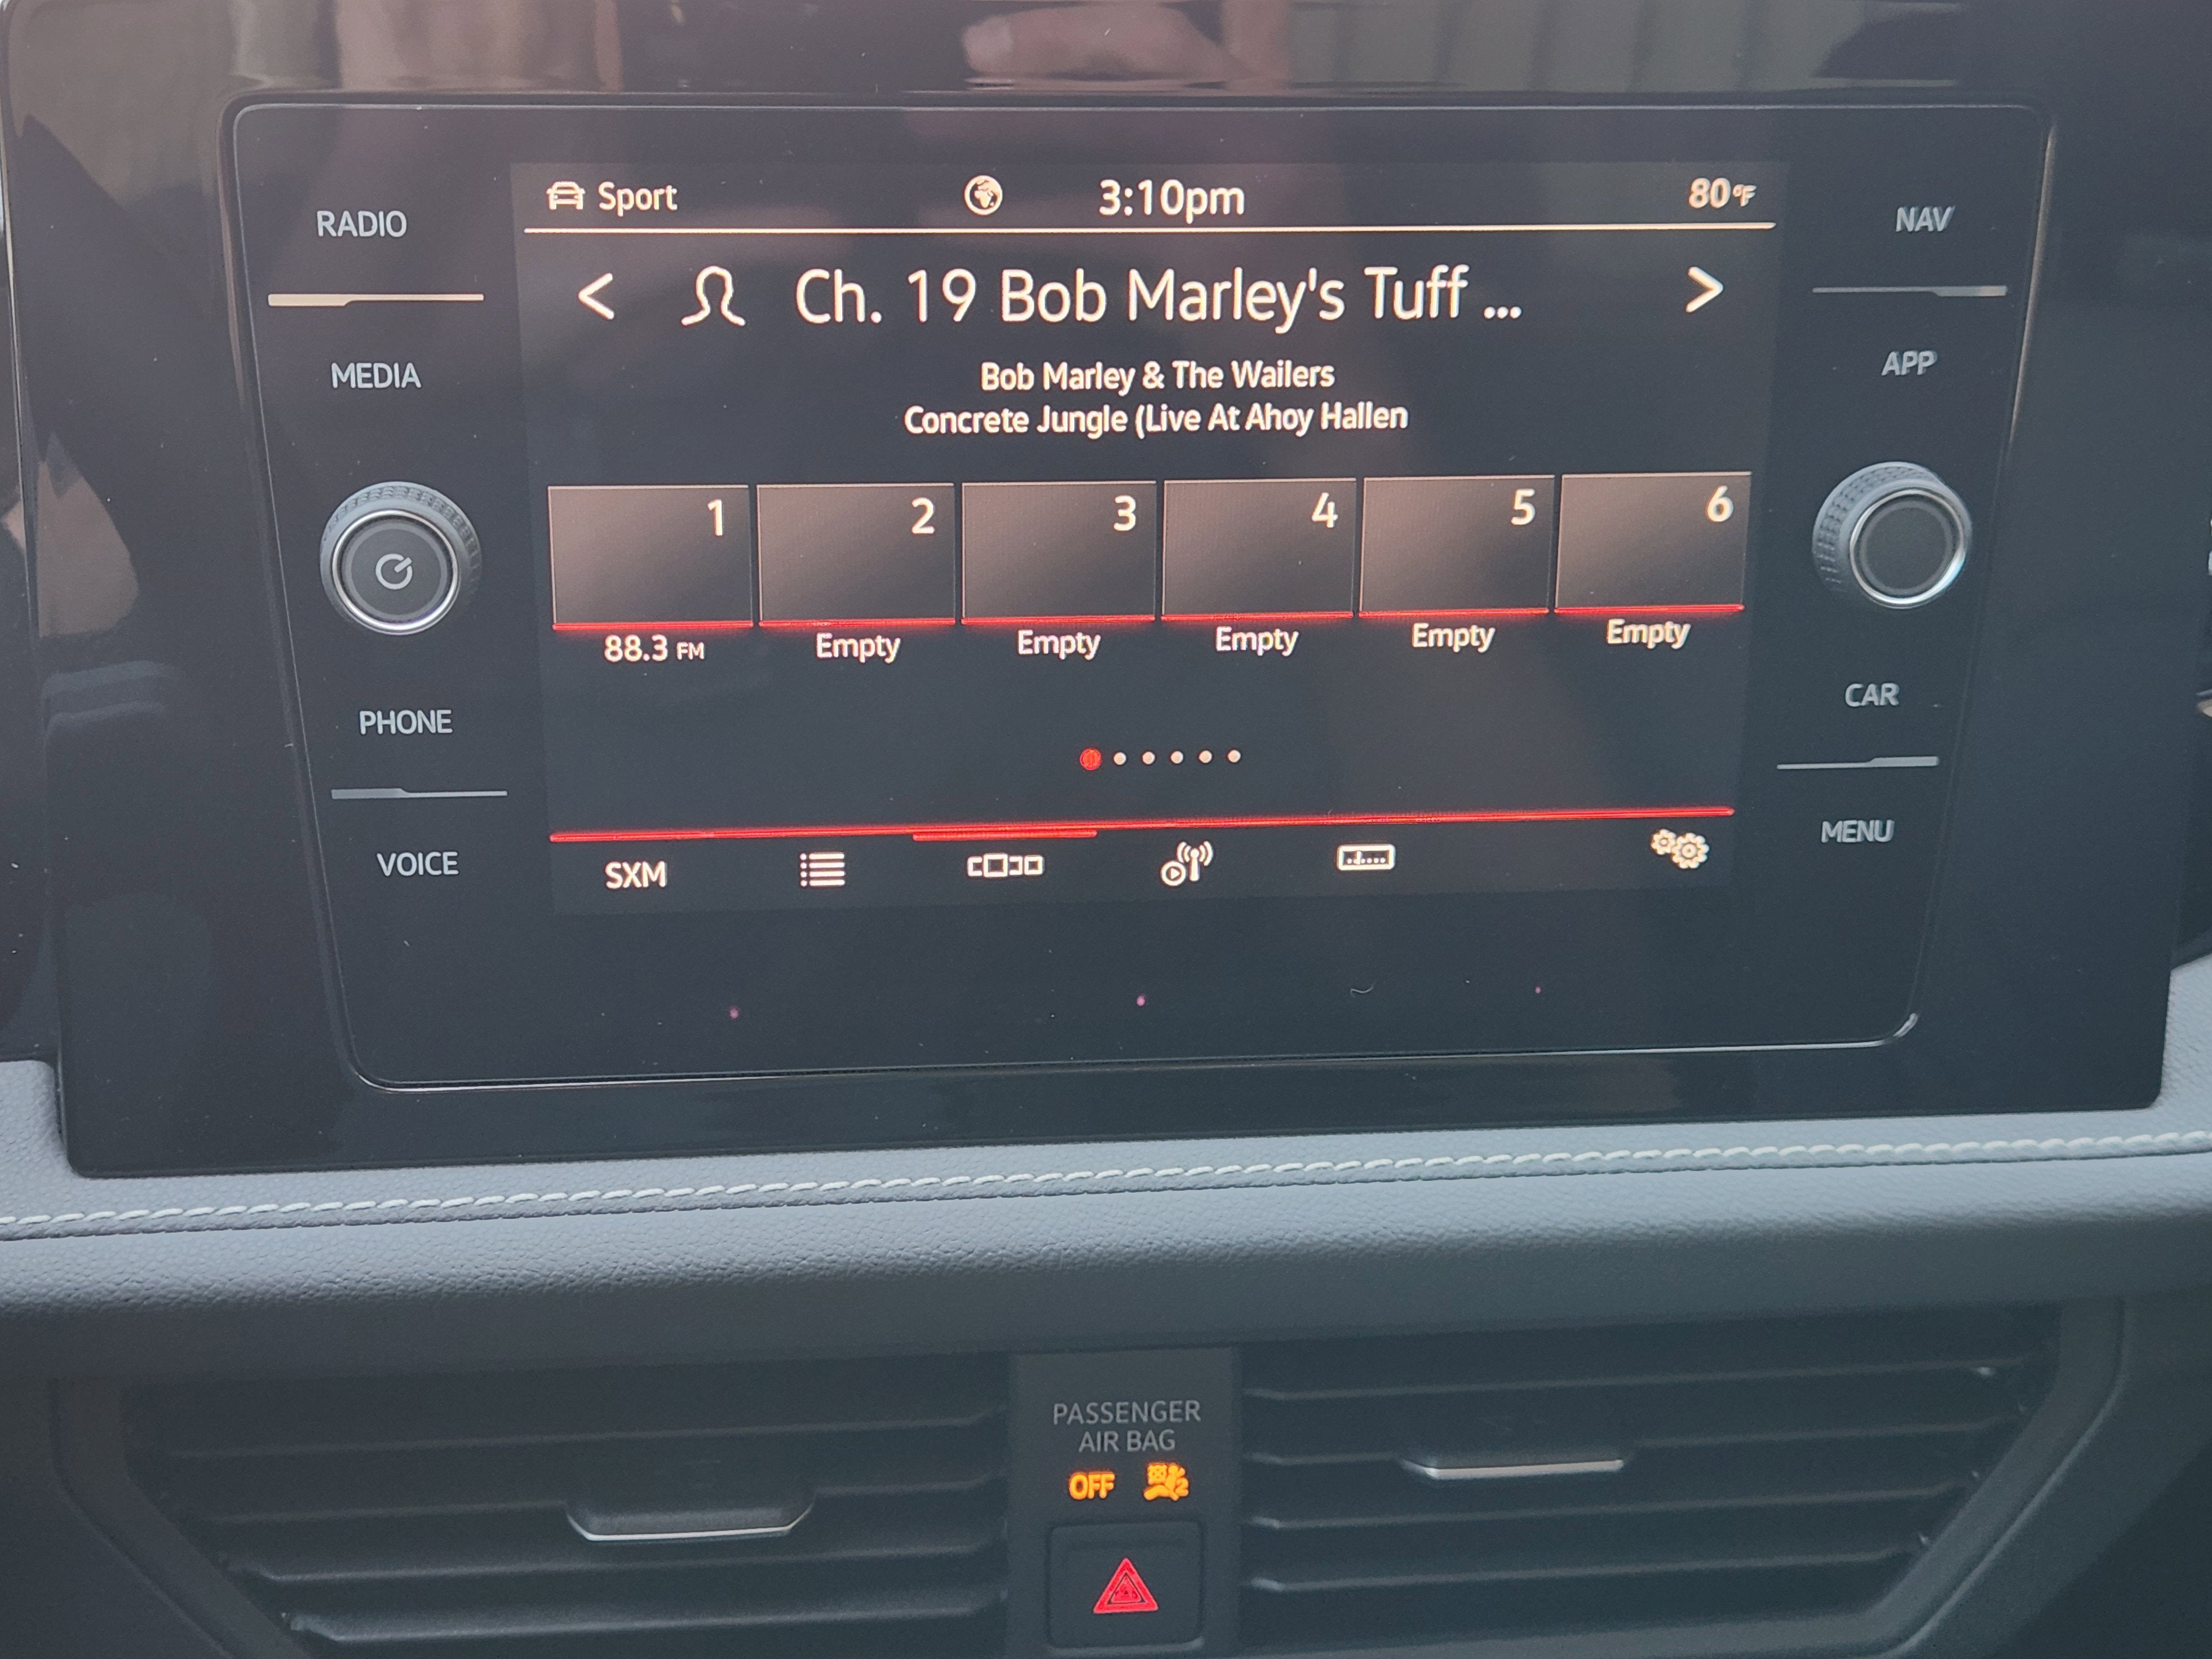 Sport 3:10pm 80°F
RADIO
NAV
< Ch. 19 Bob Marley's Tuff ... >
MEDIA
APP
Bob Marley & The Wailers
Concrete Jungle (Live At Ahoy Hallen
1 2 3 4 5 6
88.3 FM Empty Empty Empty Empty Empty
PHONE
CAR
VOICE
MENU
SXM
PASSENGER
AIR BAG
OFF